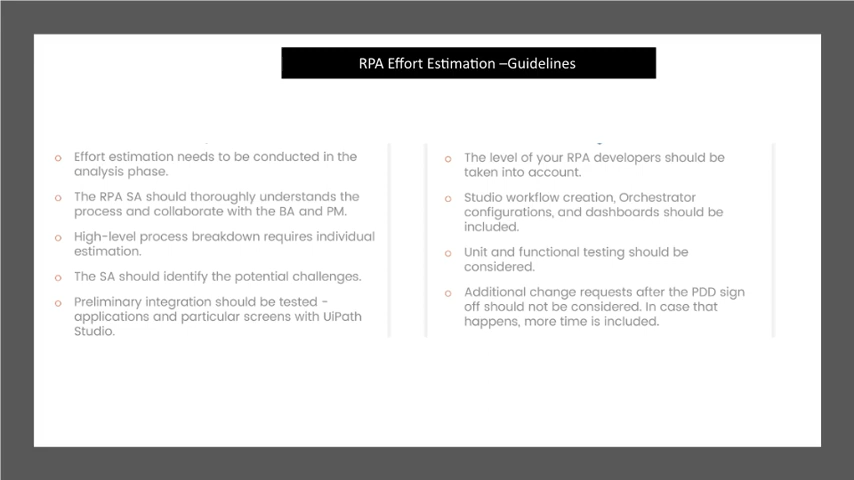 RPA Effort Estimation –Guidelines
o Effort estimation needs to be conducted in the
analysis phase.
o The RPA SA should thoroughly understands the
process and collaborate with the BA and PM.
o High-level process breakdown requires individual
estimation.
o The SA should identify the potential challenges.
o Preliminary integration should be tested -
applications and particular screens with UiPath
Studio.
o The level of your RPA developers should be
taken into account.
o Studio workflow creation, Orchestrator
configurations, and dashboards should be
included.
o Unit and functional testing should be
considered.
o Additional change requests after the PDD sign
off should not be considered. In case that
happens, more time is included.